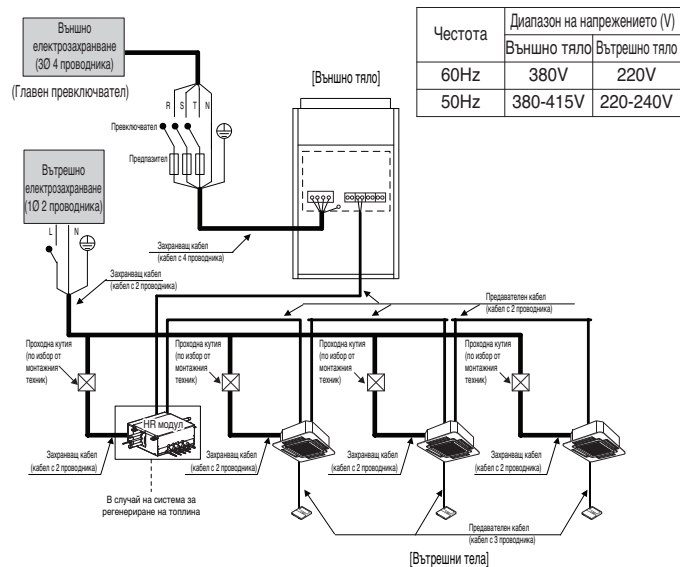 Външно
електрозахранване
(3Ø 4 проводника)
(Главен превключвател)
Честота
Диапазон на напрежението (V)
Външно тяло
Вътрешно тяло
60Hz
380V
220V
50Hz
380-415V
220-240V
[Външно тяло]
R S T N
Превключвател
Предпазител
Вътрешно
електрозахранване
(1Ø 2 проводника)
L N
Захранващ кабел
(кабел с 4 проводника)
Захранващ кабел
(кабел с 2 проводника)
Предавателен кабел
(кабел с 2 проводника)
Проходна кутия
(по избор от
монтажния
техник)
Проходна кутия
(по избор от
монтажния
техник)
Проходна кутия
(по избор от
монтажния
техник)
Проходна кутия
(по избор от
монтажния
техник)
HR модул
Захранващ кабел
(кабел с 2 проводника)
Захранващ кабел
(кабел с 2 проводника)
Захранващ кабел
(кабел с 2 проводника)
Захранващ кабел
(кабел с 2 проводника)
В случай на система за
регенериране на топлина
Предавателен кабел
(кабел с 3 проводника)
[Вътрешни тела]